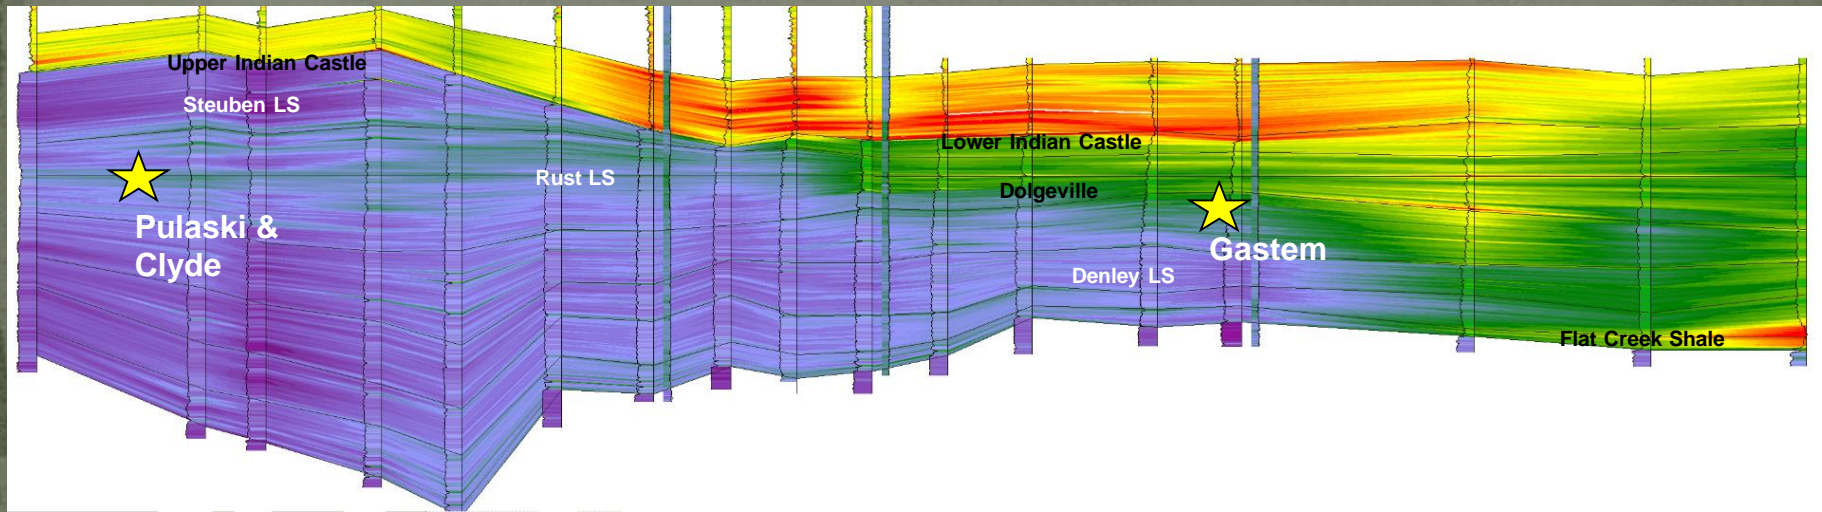 Upper Indian Castle
Steuben LS
Lower Indian Castle
Rust LS
Dolgeville
Pulaski &
Clyde
Gastem
Denley LS
Flat Creek Shale